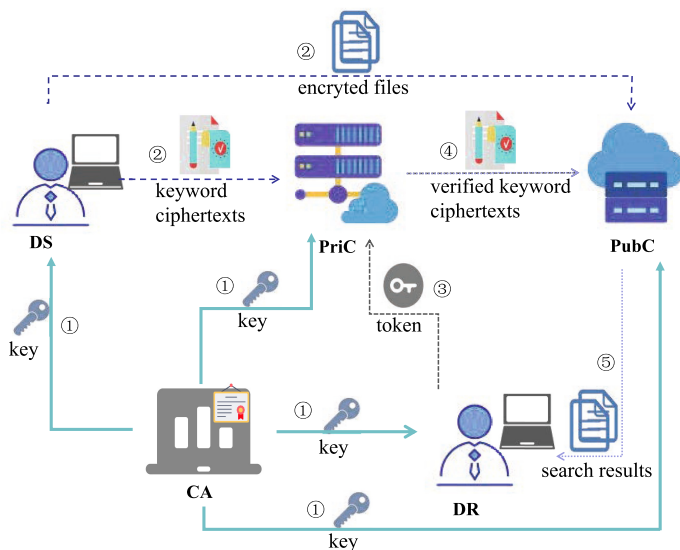 ②
encryted files
②
keyword
ciphertexts
④
verified keyword
ciphertexts
DS
PriC
PubC
①
key
①
key
③
token
⑤
search results
①
key
CA
DR
①
key